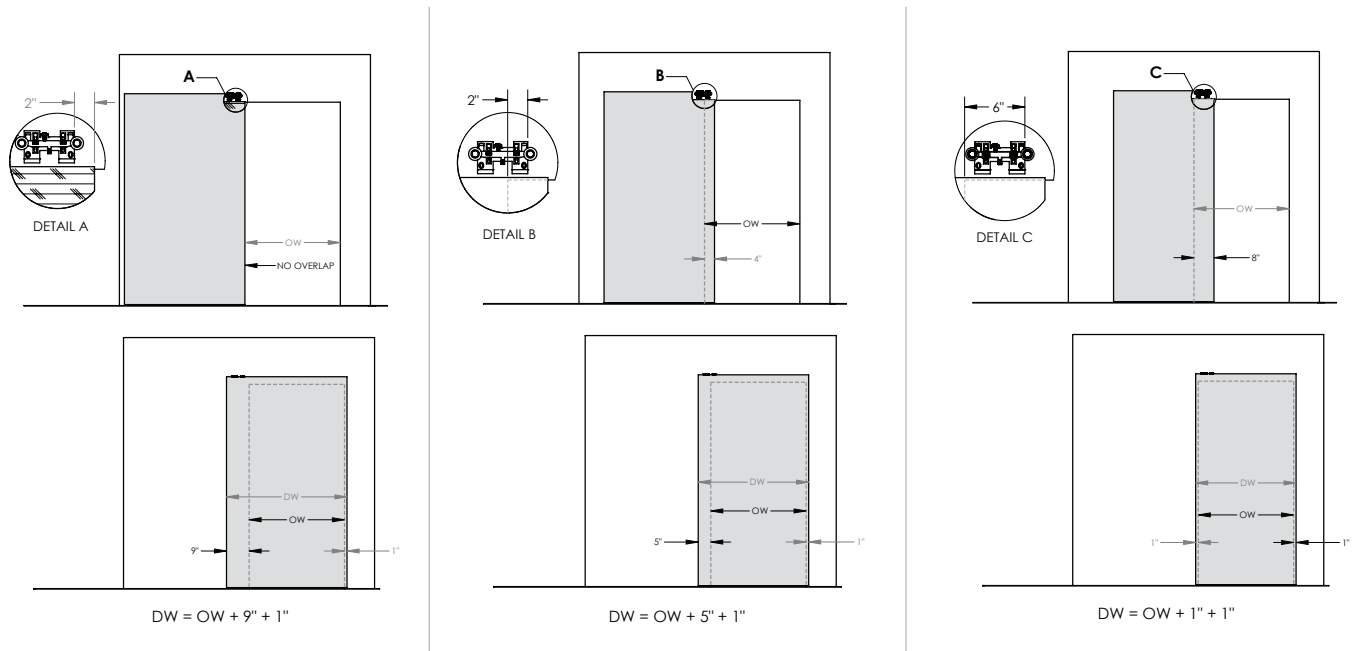 A
2"
DETAIL A
OW
NO OVERLAP
DW
OW
9"
1"
DW = OW + 9" + 1"
B
2"
DETAIL B
OW
4"
DW
OW
5"
1"
DW = OW + 5" + 1"
C
6"
DETAIL C
OW
8"
DW
OW
1"
1"
DW = OW + 1" + 1"